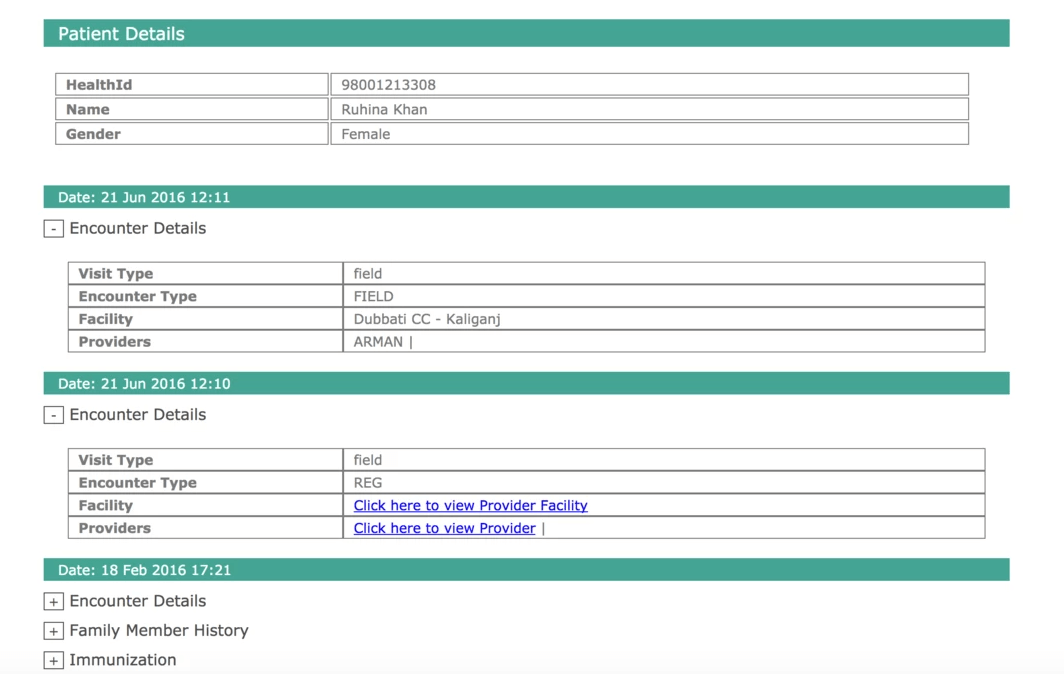 Patient Details
HealthId 98001213308
Name Ruhina Khan
Gender Female
Date: 21 Jun 2016 12:11
- Encounter Details
Visit Type field
Encounter Type FIELD
Facility Dubbati CC - Kaliganj
Providers ARMAN |
Date: 21 Jun 2016 12:10
- Encounter Details
Visit Type field
Encounter Type REG
Facility Click here to view Provider Facility
Providers Click here to view Provider |
Date: 18 Feb 2016 17:21
+ Encounter Details
+ Family Member History
+ Immunization